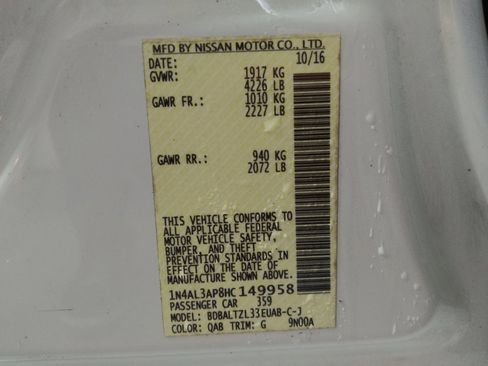 MFD BY NISSAN MOTOR CO., LTD.
DATE: 10/16
GVWR: 1917 KG
4226 LB
GAWR FR.: 1010 KG
2227 LB
GAWR RR.: 940 KG
2072 LB
THIS VEHICLE CONFORMS TO
ALL APPLICABLE FEDERAL
MOTOR VEHICLE SAFETY,
BUMPER, AND THEFT
PREVENTION STANDARDS IN
EFFECT ON THE DATE OF
MANUFACTURE SHOWN ABOVE.
1N4AL3AP8HC 149958
PASSENGER CAR 359
MODEL: BDBALTZL33EUAB-C-J
COLOR: QAB TRIM: G 9N00A